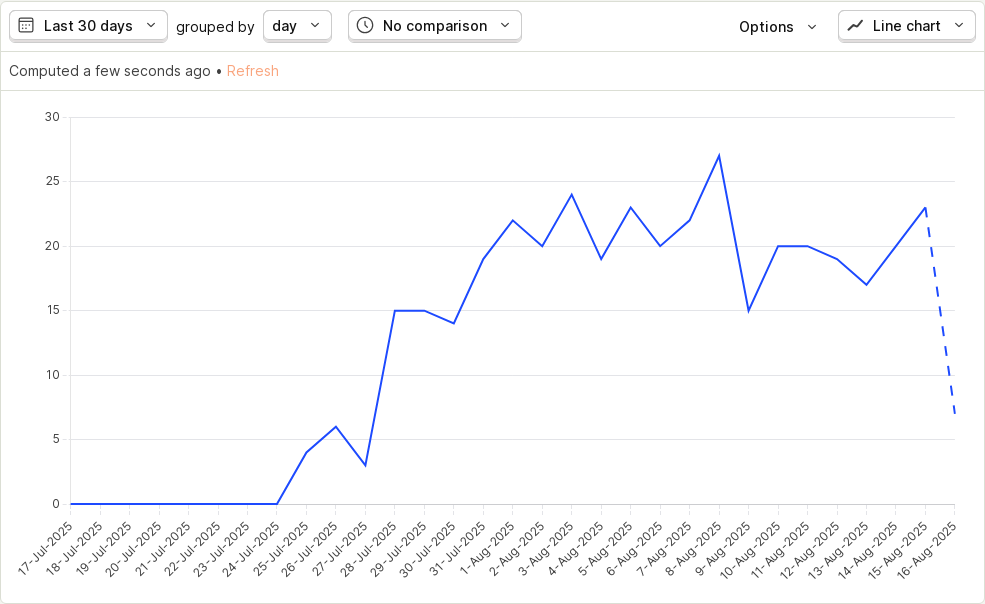 Last 30 days grouped by day No comparison Options Line chart
Computed a few seconds ago • Refresh
30
25
20
15
10
5
0
17-Jul-2025
18-Jul-2025
19-Jul-2025
20-Jul-2025
21-Jul-2025
22-Jul-2025
23-Jul-2025
24-Jul-2025
25-Jul-2025
26-Jul-2025
27-Jul-2025
28-Jul-2025
29-Jul-2025
30-Jul-2025
31-Jul-2025
1-Aug-2025
2-Aug-2025
3-Aug-2025
4-Aug-2025
5-Aug-2025
6-Aug-2025
7-Aug-2025
8-Aug-2025
9-Aug-2025
10-Aug-2025
11-Aug-2025
12-Aug-2025
13-Aug-2025
14-Aug-2025
15-Aug-2025
16-Aug-2025